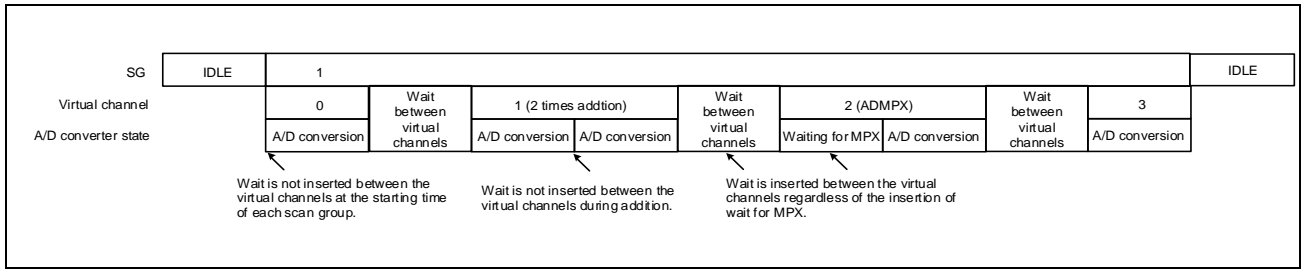 SG IDLE 1 IDLE
Virtual channel 0 Wait between virtual channels 1 (2 times addtion) Wait between virtual channels 2 (ADMPX) Wait between virtual channels 3
A/D converter state A/D conversion A/D conversion A/D conversion Waiting for MPX A/D conversion A/D conversion
Wait is not inserted between the
virtual channels at the starting time
of each scan group.
Wait is not inserted between the
virtual channels during addition.
Wait is inserted between the virtual
channels regardless of the insertion of
wait for MPX.